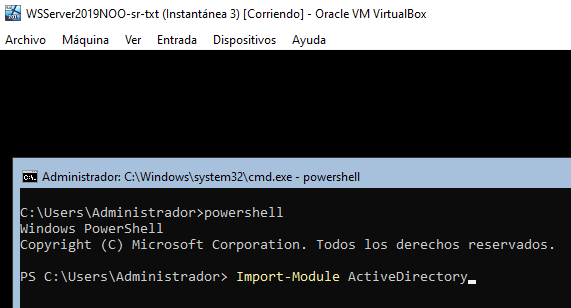 WSServer2019NOO-sr-txt (Instantánea 3) [Corriendo] - Oracle VM VirtualBox
Archivo Máquina Ver Entrada Dispositivos Ayuda
Administrador: C:\Windows\system32\cmd.exe - powershell
C:\Users\Administrador>powershell
Windows PowerShell
Copyright (C) Microsoft Corporation. Todos los derechos reservados.
PS C:\Users\Administrador> Import-Module ActiveDirectory